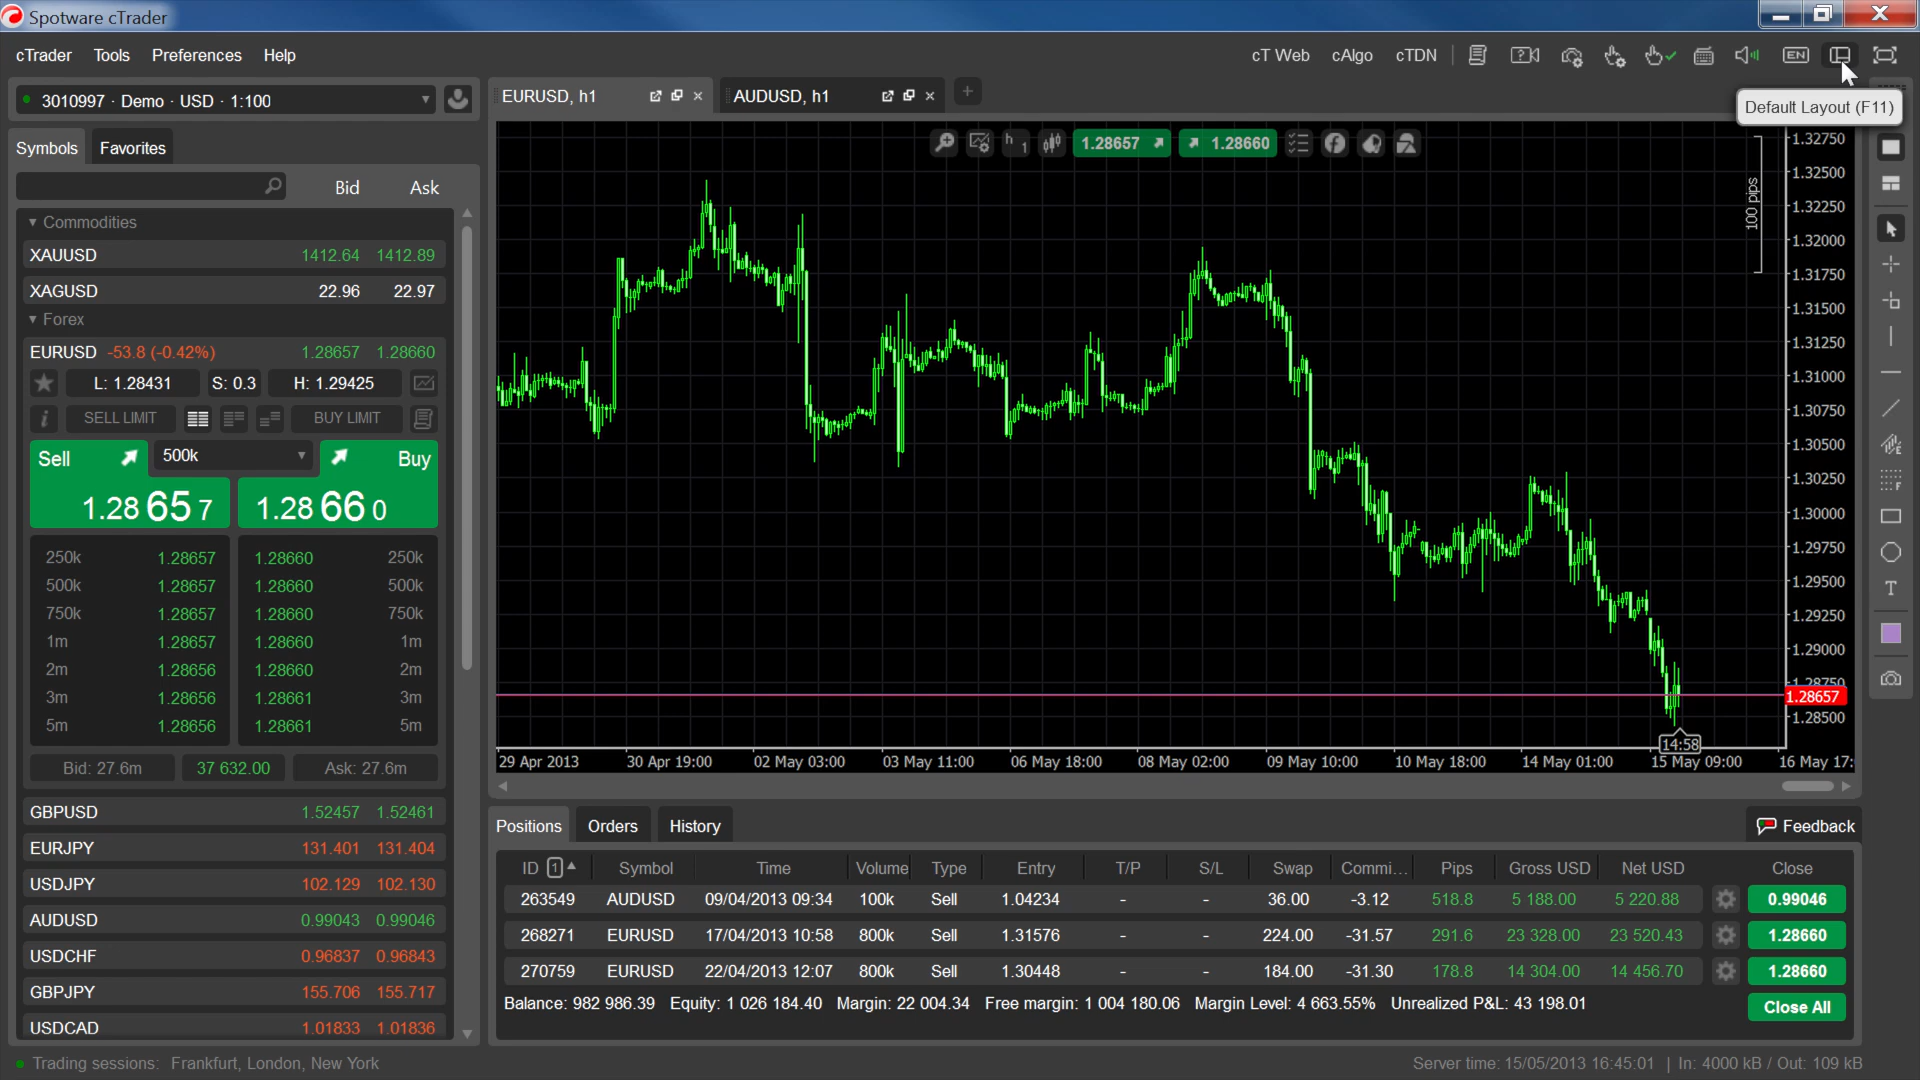 Spotware cTrader
cTrader Tools Preferences Help
cT Web cAlgo cTDN EN
Default Layout (F11)
3010997 · Demo · USD · 1:100
Symbols Favorites
Bid Ask
Commodities
XAUUSD 1412.64 1412.89
XAGUSD 22.96 22.97
Forex
EURUSD -53.8 (-0.42%) 1.28657 1.28660
L: 1.28431 S: 0.3 H: 1.29425
SELL LIMIT BUY LIMIT
Sell 500k Buy
1.28 65 7 1.28 66 0
250k 1.28657 1.28660 250k
500k 1.28657 1.28660 500k
750k 1.28657 1.28660 750k
1m 1.28657 1.28660 1m
2m 1.28656 1.28660 2m
3m 1.28656 1.28661 3m
5m 1.28656 1.28661 5m
Bid: 27.6m 37 632.00 Ask: 27.6m
GBPUSD 1.52457 1.52461
EURJPY 131.401 131.404
USDJPY 102.129 102.130
AUDUSD 0.99043 0.99046
USDCHF 0.96837 0.96843
GBPJPY 155.706 155.717
USDCAD 1.01833 1.01836
EURUSD, h1 AUDUSD, h1
h1 1.28657 1.28660
100 pips
1.32750
1.32500
1.32250
1.32000
1.31750
1.31500
1.31250
1.31000
1.30750
1.30500
1.30250
1.30000
1.29750
1.29500
1.29250
1.29000
1.28750
1.28657
1.28500
14:58
29 Apr 2013 30 Apr 19:00 02 May 03:00 03 May 11:00 06 May 18:00 08 May 02:00 09 May 10:00 10 May 18:00 14 May 01:00 15 May 09:00 16 May 17:
Positions Orders History Feedback
ID 1 Symbol Time Volume Type Entry T/P S/L Swap Commi... Pips Gross USD Net USD Close
263549 AUDUSD 09/04/2013 09:34 100k Sell 1.04234 - - 36.00 -3.12 518.8 5 188.00 5 220.88 0.99046
268271 EURUSD 17/04/2013 10:58 800k Sell 1.31576 - - 224.00 -31.57 291.6 23 328.00 23 520.43 1.28660
270759 EURUSD 22/04/2013 12:07 800k Sell 1.30448 - - 184.00 -31.30 178.8 14 304.00 14 456.70 1.28660
Balance: 982 986.39 Equity: 1 026 184.40 Margin: 22 004.34 Free margin: 1 004 180.06 Margin Level: 4 663.55% Unrealized P&L: 43 198.01 Close All
Trading sessions: Frankfurt, London, New York
Server time: 15/05/2013 16:45:01 | In: 4000 kB / Out: 109 kB